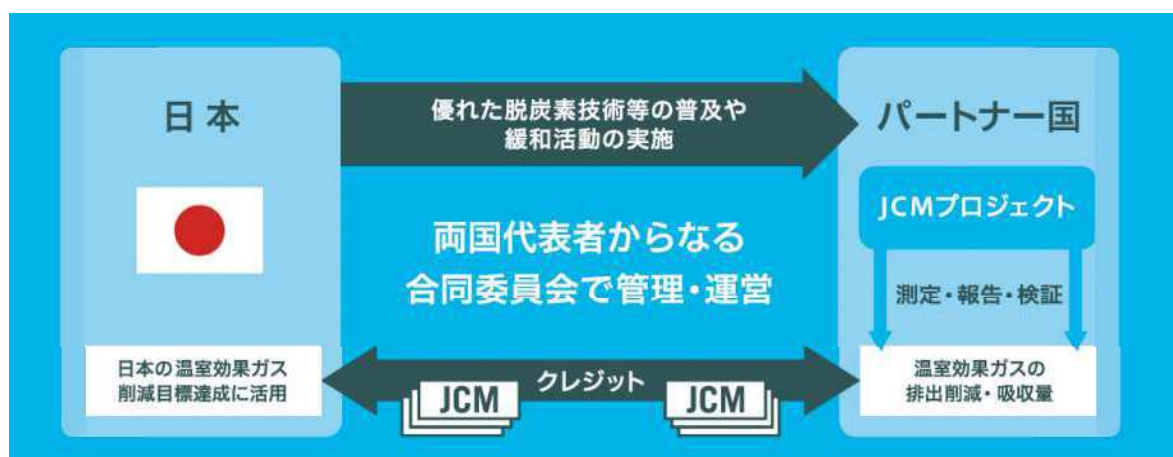 日本
優れた脱炭素技術等の普及や
緩和活動の実施
パートナー国
JCMプロジェクト
両国代表者からなる
合同委員会で管理・運営
測定・報告・検証
日本の温室効果ガス
削減目標達成に活用
クレジット
JCM
JCM
温室効果ガスの
排出削減・吸収量